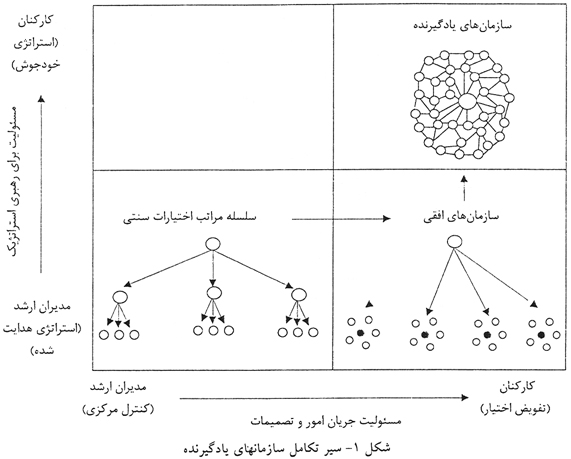 کارکنان
(استراتژی
خودجوش)
سازمان‌های یادگیرنده
مسئولیت برای رهبری استراتژیک
سلسله مراتب اختیارات سنتی
سازمان‌های افقی
مدیران ارشد
(استراتژی هدایت
شده)
مدیران ارشد
(کنترل مرکزی)
کارکنان
(تفویض اختیار)
مسئولیت جریان امور و تصمیمات
شکل ۱- سیر تکامل سازمانهای یادگیرنده